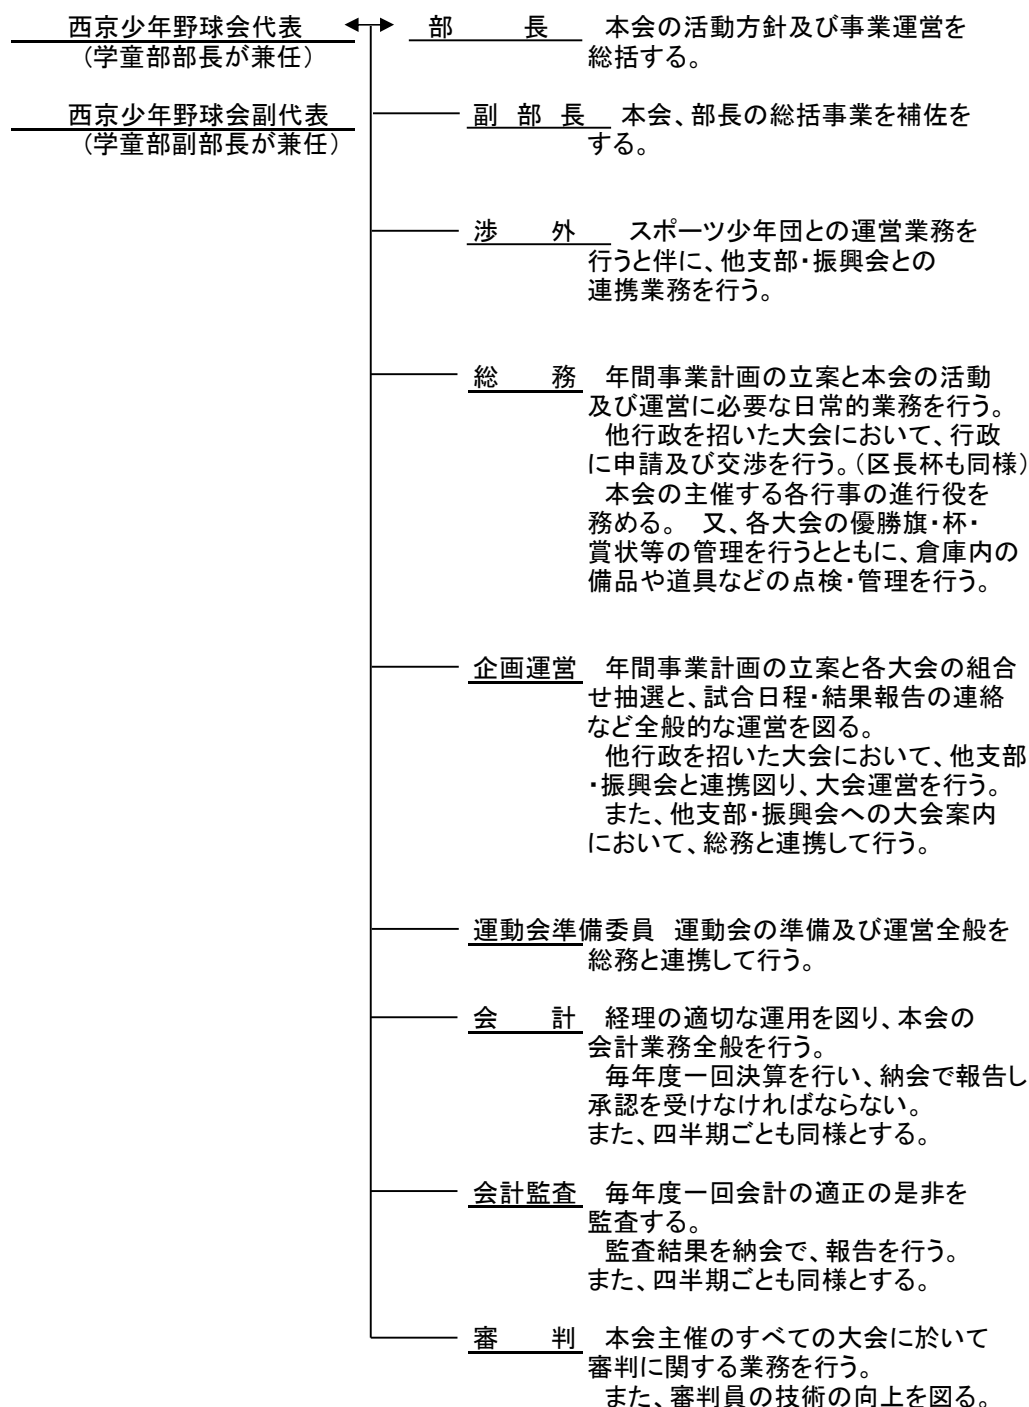 西京少年野球会代表 部　　長 本会の活動方針及び事業運営を
(学童部部長が兼任) 総括する。
西京少年野球会副代表 副 部 長 本会、部長の総括事業を補佐を
(学童部副部長が兼任) する。
渉　　外 スポーツ少年団との運営業務を
行うと伴に、他支部・振興会との
連携業務を行う。
総　　務 年間事業計画の立案と本会の活動
及び運営に必要な日常的業務を行う。
他行政を招いた大会において、行政
に申請及び交渉を行う。(区長杯も同様)
本会の主催する各行事の進行役を
務める。 又、各大会の優勝旗・杯・
賞状等の管理を行うとともに、倉庫内の
備品や道具などの点検・管理を行う。
企画運営 年間事業計画の立案と各大会の組合
せ抽選と、試合日程・結果報告の連絡
など全般的な運営を図る。
他行政を招いた大会において、他支部
・振興会と連携図り、大会運営を行う。
また、他支部・振興会への大会案内
において、総務と連携して行う。
運動会準備委員 運動会の準備及び運営全般を
総務と連携して行う。
会　　計 経理の適切な運用を図り、本会の
会計業務全般を行う。
毎年度一回決算を行い、納会で報告し
承認を受けなければならない。
また、四半期ごとも同様とする。
会計監査 毎年度一回会計の適正の是非を
監査する。
監査結果を納会で、報告を行う。
また、四半期ごとも同様とする。
審　　判 本会主催のすべての大会に於いて
審判に関する業務を行う。
また、審判員の技術の向上を図る。